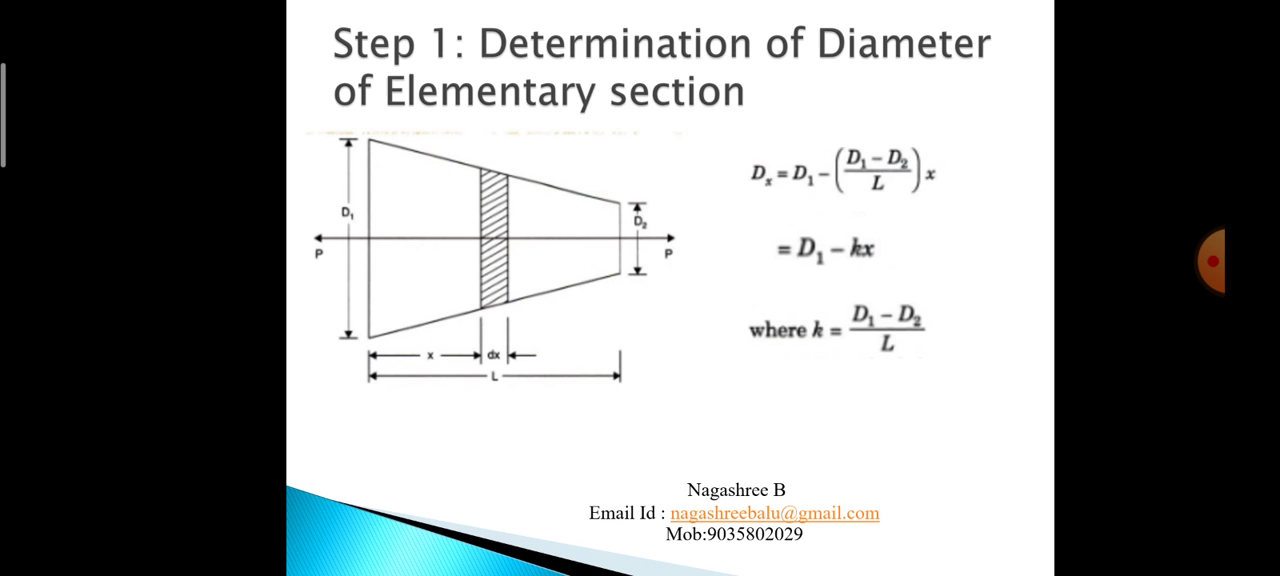 Step 1: Determination of Diameter
of Elementary section
D₁
D₂
P
P
x
dx
L
Dₓ = D₁ − ((D₁ − D₂)/L) x
= D₁ − kx
where k = (D₁ − D₂)/L
Nagashree B
Email Id : nagashreebalu@gmail.com
Mob:9035802029